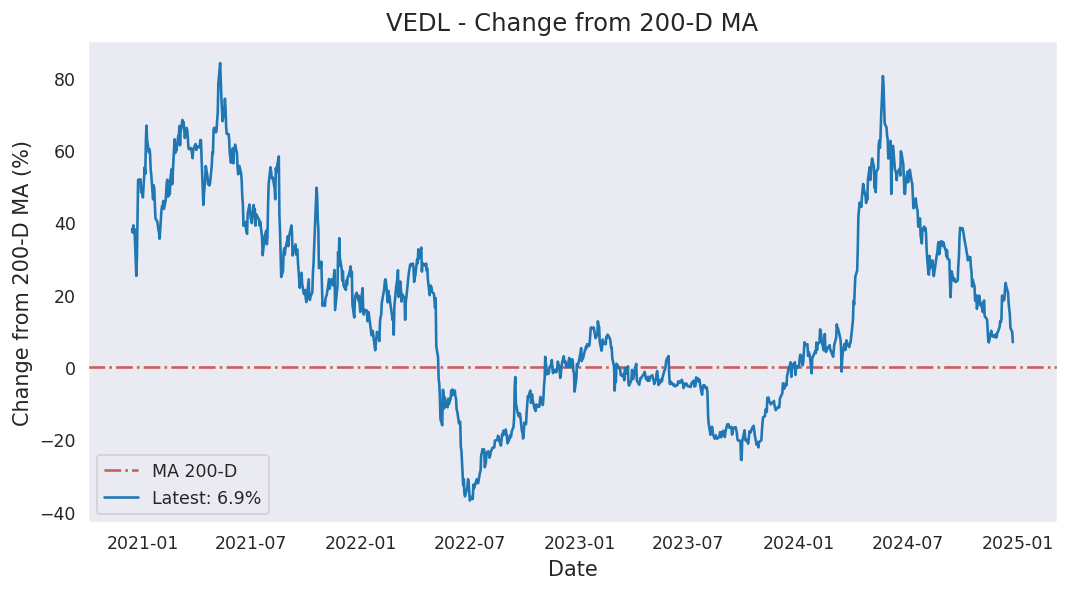 VEDL - Change from 200-D MA
Change from 200-D MA (%)
80
60
40
20
0
−20
−40
MA 200-D
Latest: 6.9%
2021-01 2021-07 2022-01 2022-07 2023-01 2023-07 2024-01 2024-07 2025-01
Date